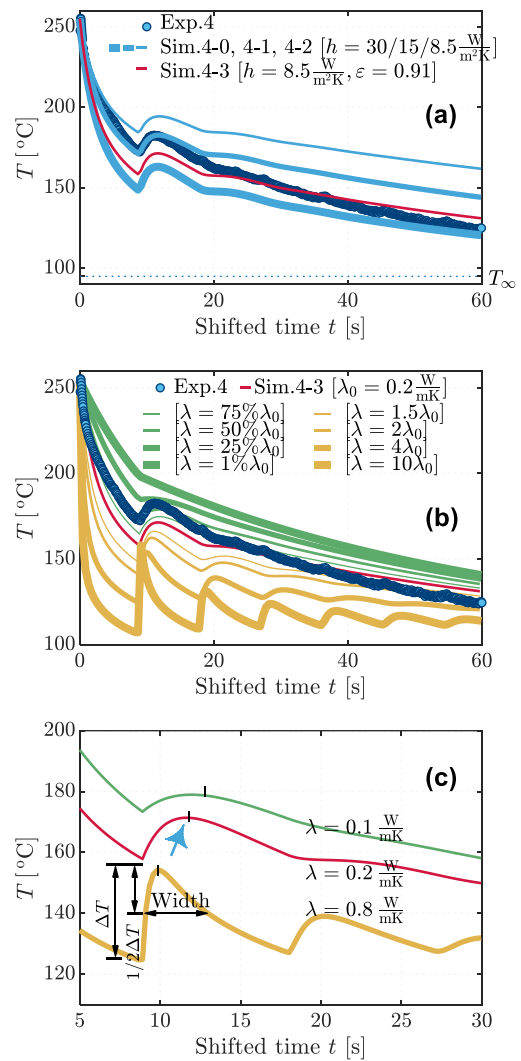 Exp.4
Sim.4-0, 4-1, 4-2 [h = 30/15/8.5 W/m²K]
Sim.4-3 [h = 8.5 W/m²K, ε = 0.91]
(a)
T [°C]
250
200
150
100
T∞
0 20 40 60
Shifted time t [s]
Exp.4 Sim.4-3 [λ₀ = 0.2 W/mK]
[λ = 75%λ₀] [λ = 1.5λ₀]
[λ = 50%λ₀] [λ = 2λ₀]
[λ = 25%λ₀] [λ = 4λ₀]
[λ = 1%λ₀] [λ = 10λ₀]
(b)
T [°C]
250
200
150
100
0 20 40 60
Shifted time t [s]
(c)
T [°C]
200
180
160
140
120
λ = 0.1 W/mK
λ = 0.2 W/mK
λ = 0.8 W/mK
Width
ΔT
1/2ΔT
5 10 15 20 25 30
Shifted time t [s]